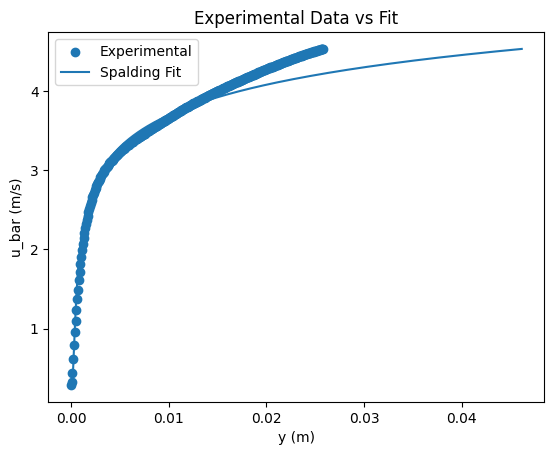 Experimental Data vs Fit
Experimental
Spalding Fit
u_bar (m/s)
4
3
2
1
0.00
0.01
0.02
0.03
0.04
y (m)